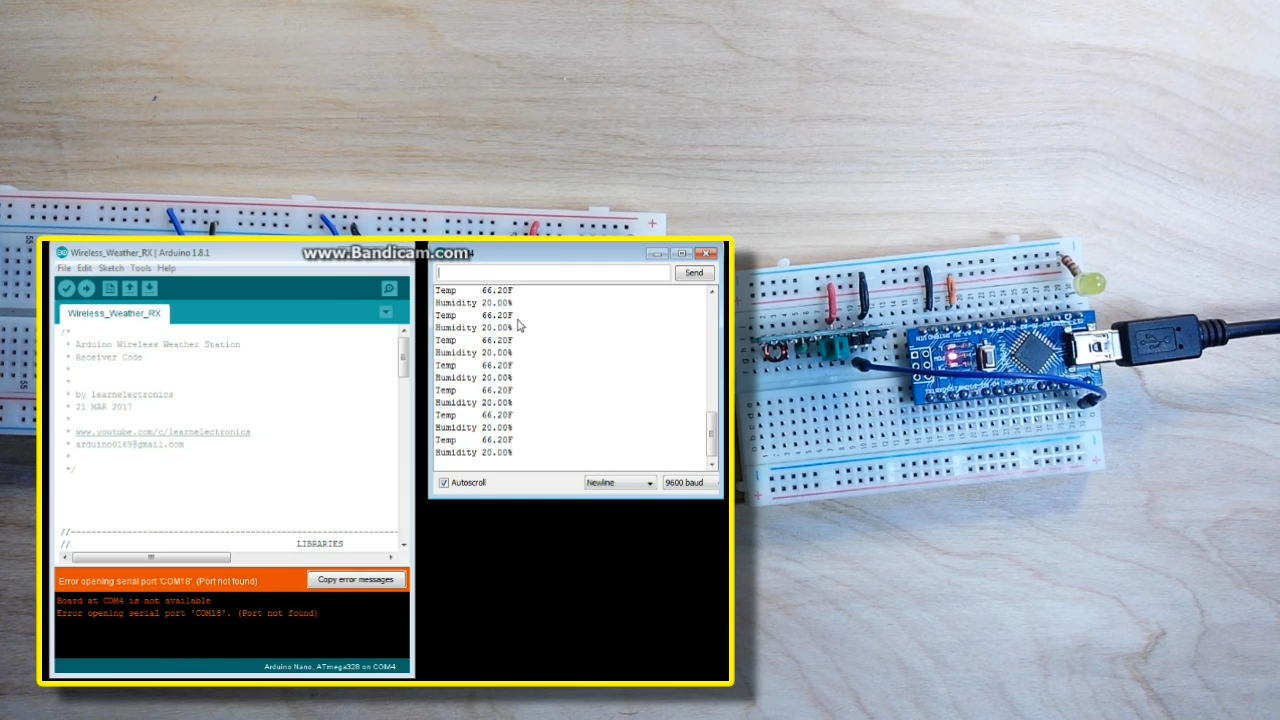 Wireless_Weather_RX | Arduino 1.8.1
www.Bandicam.com
File Edit Sketch Tools Help
Wireless_Weather_RX
/*
* Arduino Wireless Weather Station
* Receiver Code
*
*
* by learnelectronics
* 21 MAR 2017
*
* www.youtube.com/c/learnelectronics
* arduino0169@gmail.com
*
*/
//--------------------------------------------------------------
// LIBRARIES
Error opening serial port 'COM18'. (Port not found)
Copy error messages
Board at COM4 is not available
Error opening serial port 'COM18'. (Port not found)
Arduino Nano, ATmega328 on COM4
Send
Temp 66.20F
Humidity 20.00%
Temp 66.20F
Humidity 20.00%
Temp 66.20F
Humidity 20.00%
Temp 66.20F
Humidity 20.00%
Temp 66.20F
Humidity 20.00%
Temp 66.20F
Humidity 20.00%
Temp 66.20F
Humidity 20.00%
Autoscroll
Newline
9600 baud